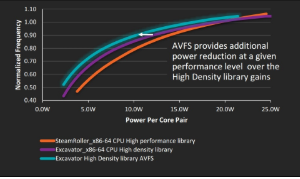 1.10
1.00
0.90
0.80
0.70
0.60
0.50
0.40
Normalized Frequency
AVFS provides additional
power reduction at a given
performance level over the
High Density library gains
0.0W
5.0W
10.0W
15.0W
20.0W
25.0W
Power Per Core Pair
SteamRoller_x86-64 CPU High performance library
Excavator_x86-64 CPU High density library
Excavator High Density library AVFS